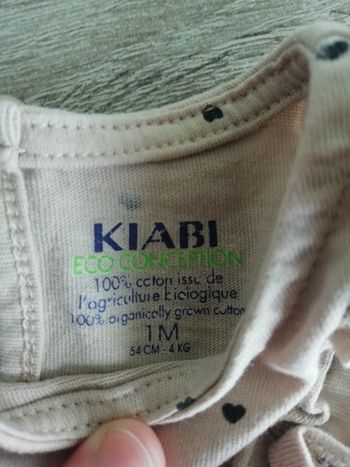 KIABI
ECO CONCEPTION
100% coton issu de
l'agriculture biologique
100% organically grown cotton
1M
54 CM - 4 KG